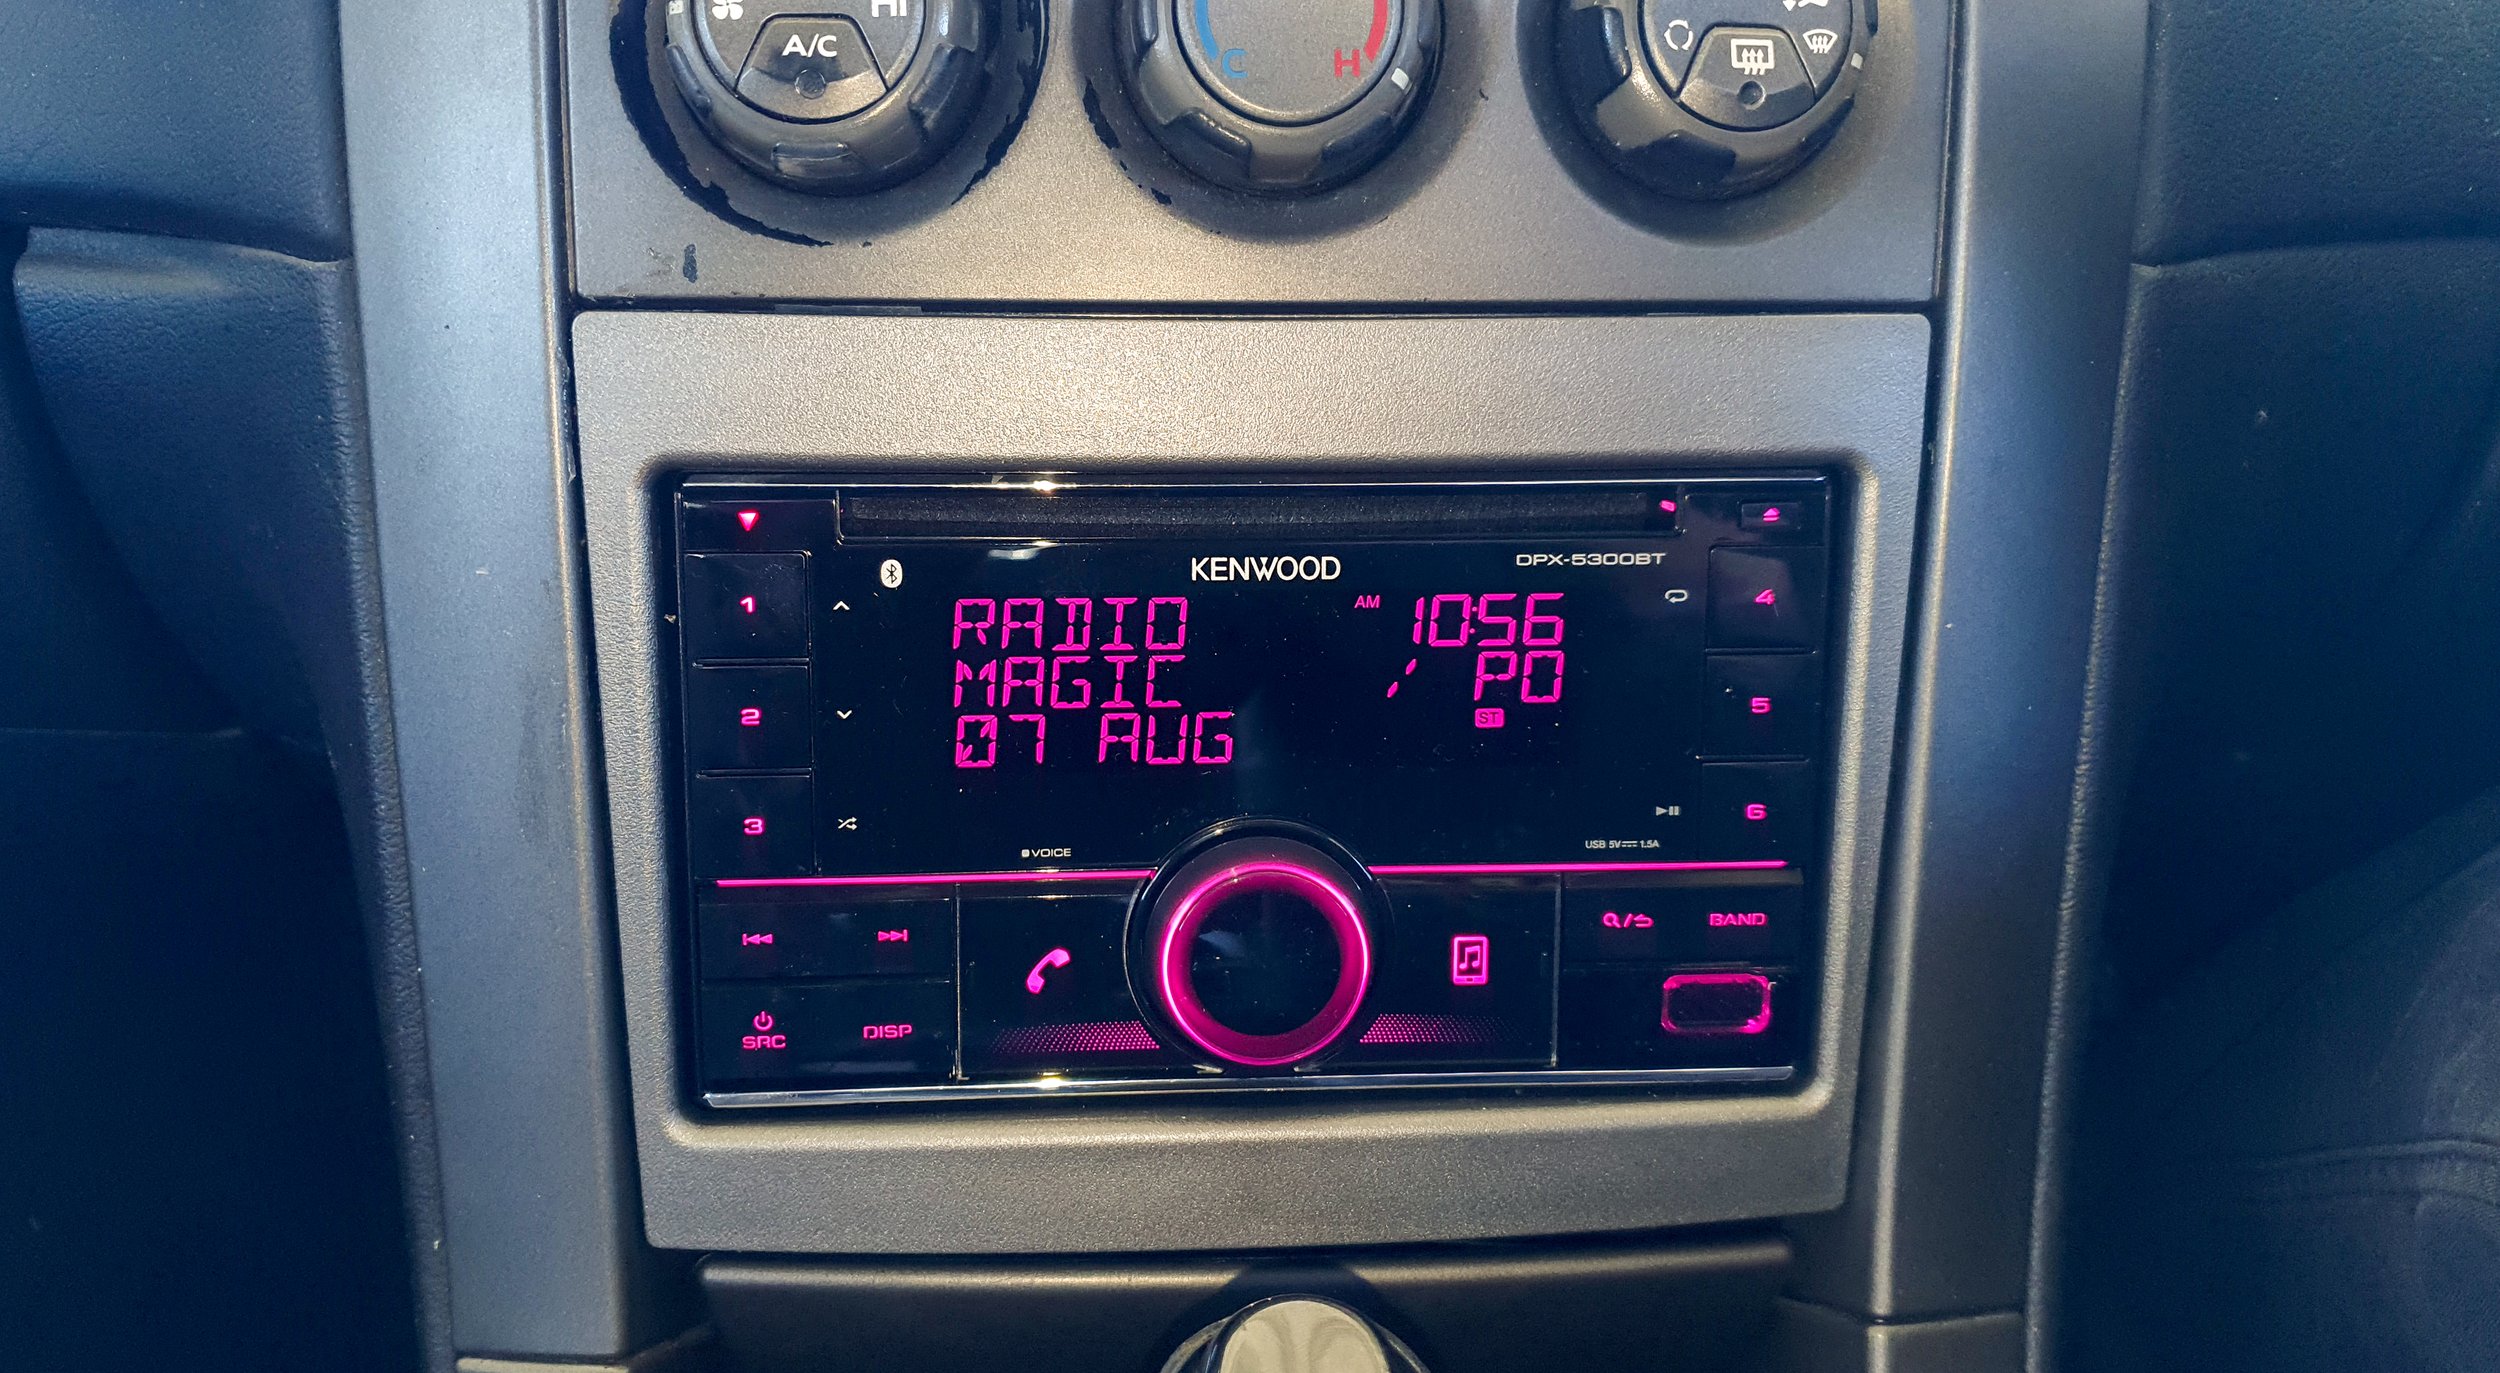 HI
A/C
C H
KENWOOD
DPX-5300BT
RADIO
AM 10:56
MAGIC
PO
ST
07 AUG
1
2
3
4
5
6
VOICE
USB 5V 1.5A
BAND
SRC
DISP